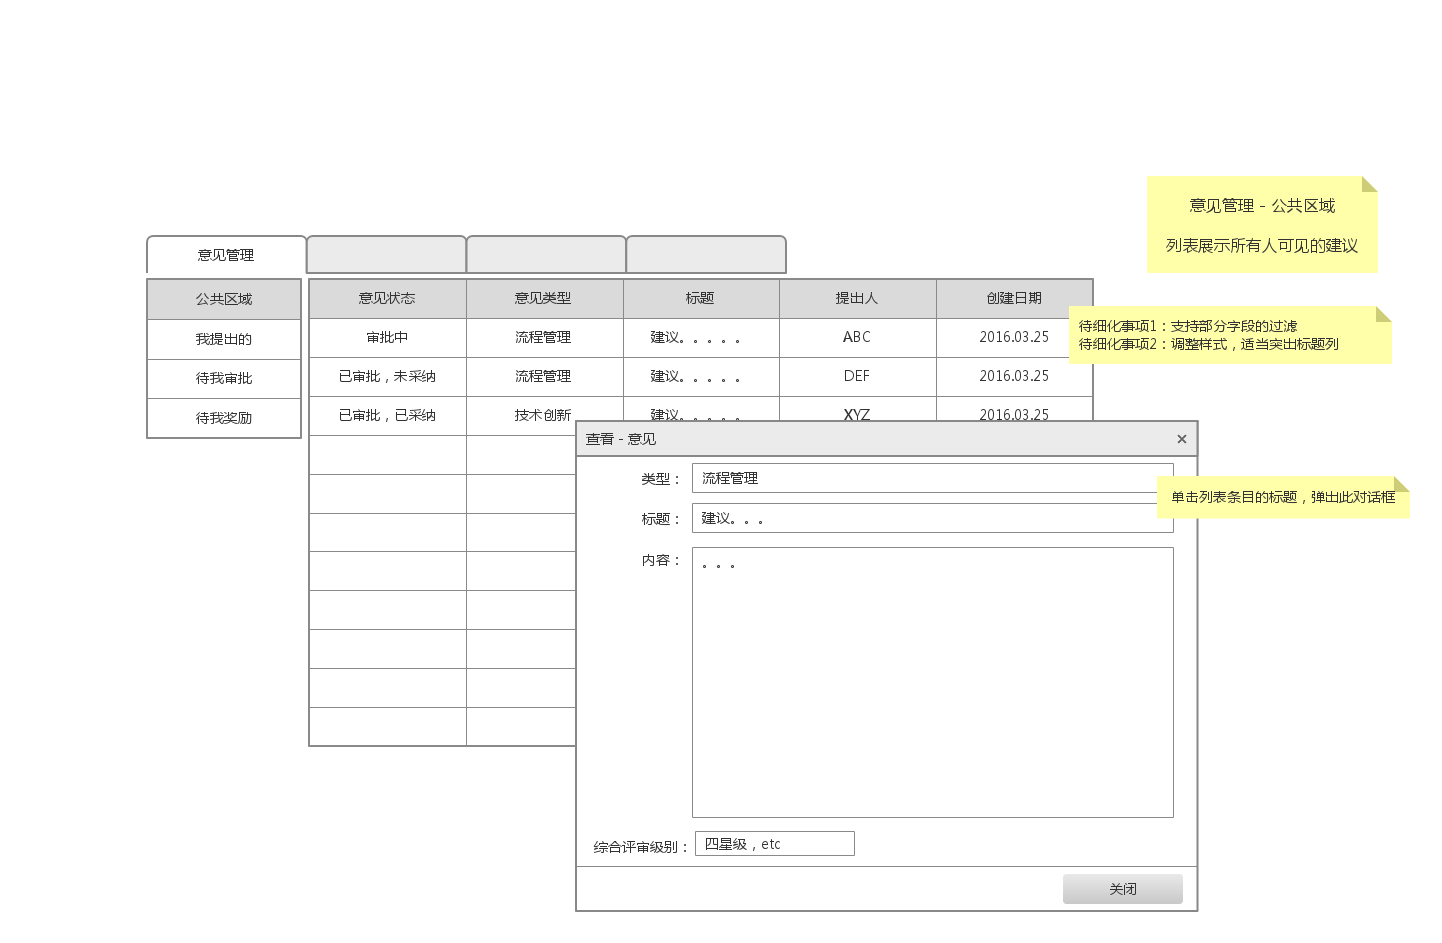 意见管理 - 公共区域
列表展示所有人可见的建议
意见管理
公共区域
我提出的
待我审批
待我奖励
意见状态 意见类型 标题 提出人 创建日期
审批中 流程管理 建议。。。。。 ABC 2016.03.25
已审批，未采纳 流程管理 建议。。。。。 DEF 2016.03.25
已审批，已采纳 技术创新 建议。。。。。 XYZ 2016.03.25
待细化事项1：支持部分字段的过滤
待细化事项2：调整样式，适当突出标题列
查看 - 意见 ×
类型： 流程管理
单击列表条目的标题，弹出此对话框
标题： 建议。。。
内容： 。。。
综合评审级别： 四星级，etc
关闭